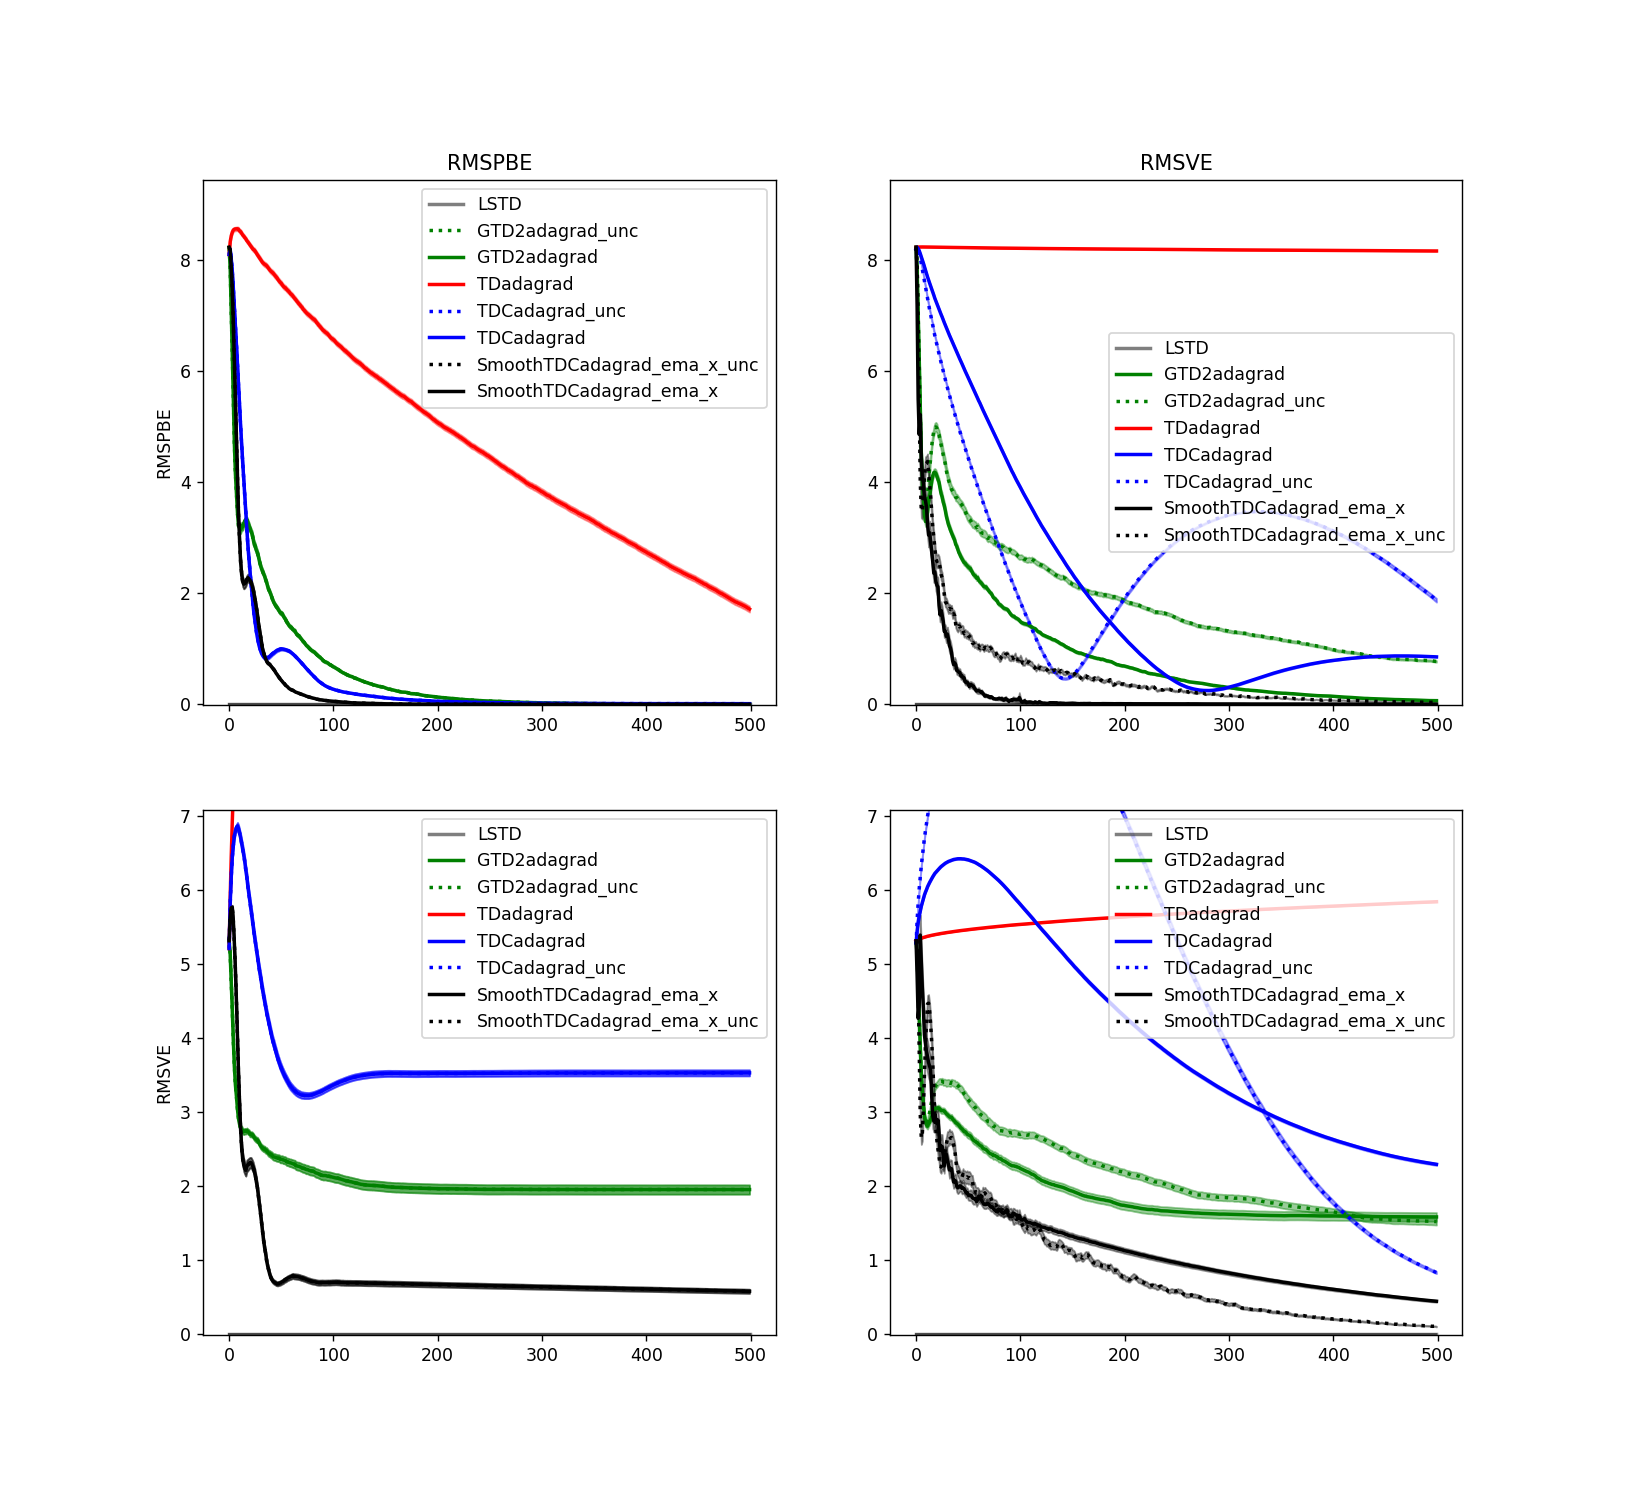 RMSPBE
RMSPBE
8
6
4
2
0
0 100 200 300 400 500
LSTD
GTD2adagrad_unc
GTD2adagrad
TDadagrad
TDCadagrad_unc
TDCadagrad
SmoothTDCadagrad_ema_x_unc
SmoothTDCadagrad_ema_x
RMSVE
8
6
4
2
0
0 100 200 300 400 500
LSTD
GTD2adagrad
GTD2adagrad_unc
TDadagrad
TDCadagrad
TDCadagrad_unc
SmoothTDCadagrad_ema_x
SmoothTDCadagrad_ema_x_unc
RMSVE
7
6
5
4
3
2
1
0
0 100 200 300 400 500
LSTD
GTD2adagrad
GTD2adagrad_unc
TDadagrad
TDCadagrad
TDCadagrad_unc
SmoothTDCadagrad_ema_x
SmoothTDCadagrad_ema_x_unc
7
6
5
4
3
2
1
0
0 100 200 300 400 500
LSTD
GTD2adagrad
GTD2adagrad_unc
TDadagrad
TDCadagrad
TDCadagrad_unc
SmoothTDCadagrad_ema_x
SmoothTDCadagrad_ema_x_unc